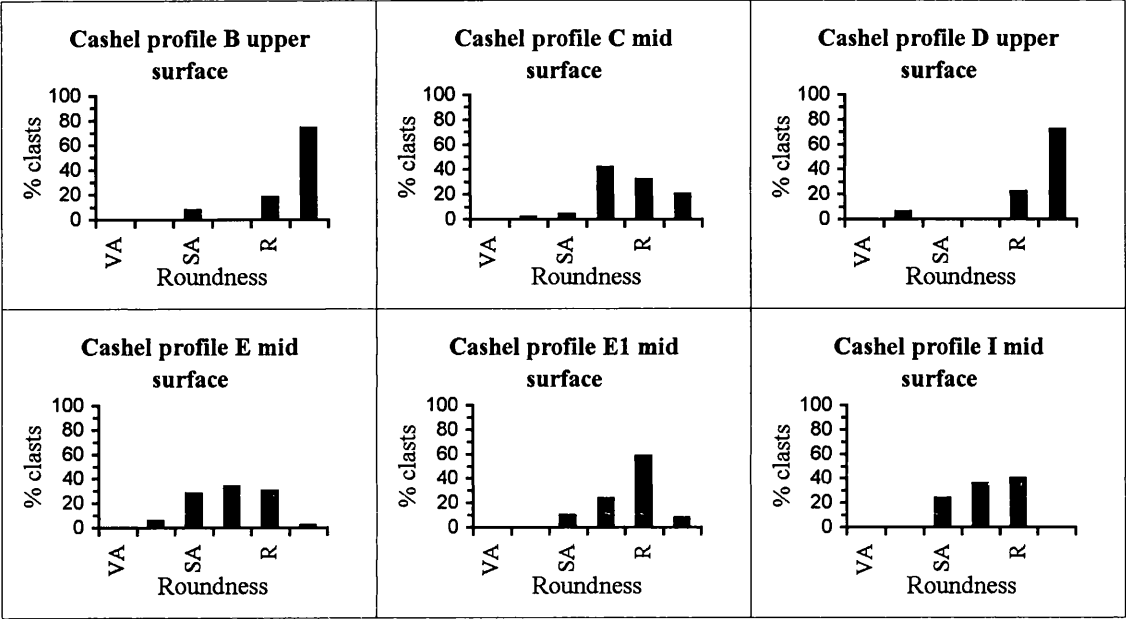 Cashel profile B upper
surface
100
80
60
40
20
0
% clasts
VA
SA
R
Roundness
Cashel profile C mid
surface
100
80
60
40
20
0
% clasts
VA
SA
R
Roundness
Cashel profile D upper
surface
100
80
60
40
20
0
% clasts
VA
SA
R
Roundness
Cashel profile E mid
surface
100
80
60
40
20
0
% clasts
VA
SA
R
Roundness
Cashel profile E1 mid
surface
100
80
60
40
20
0
% clasts
VA
SA
R
Roundness
Cashel profile I mid
surface
100
80
60
40
20
0
% clasts
VA
SA
R
Roundness